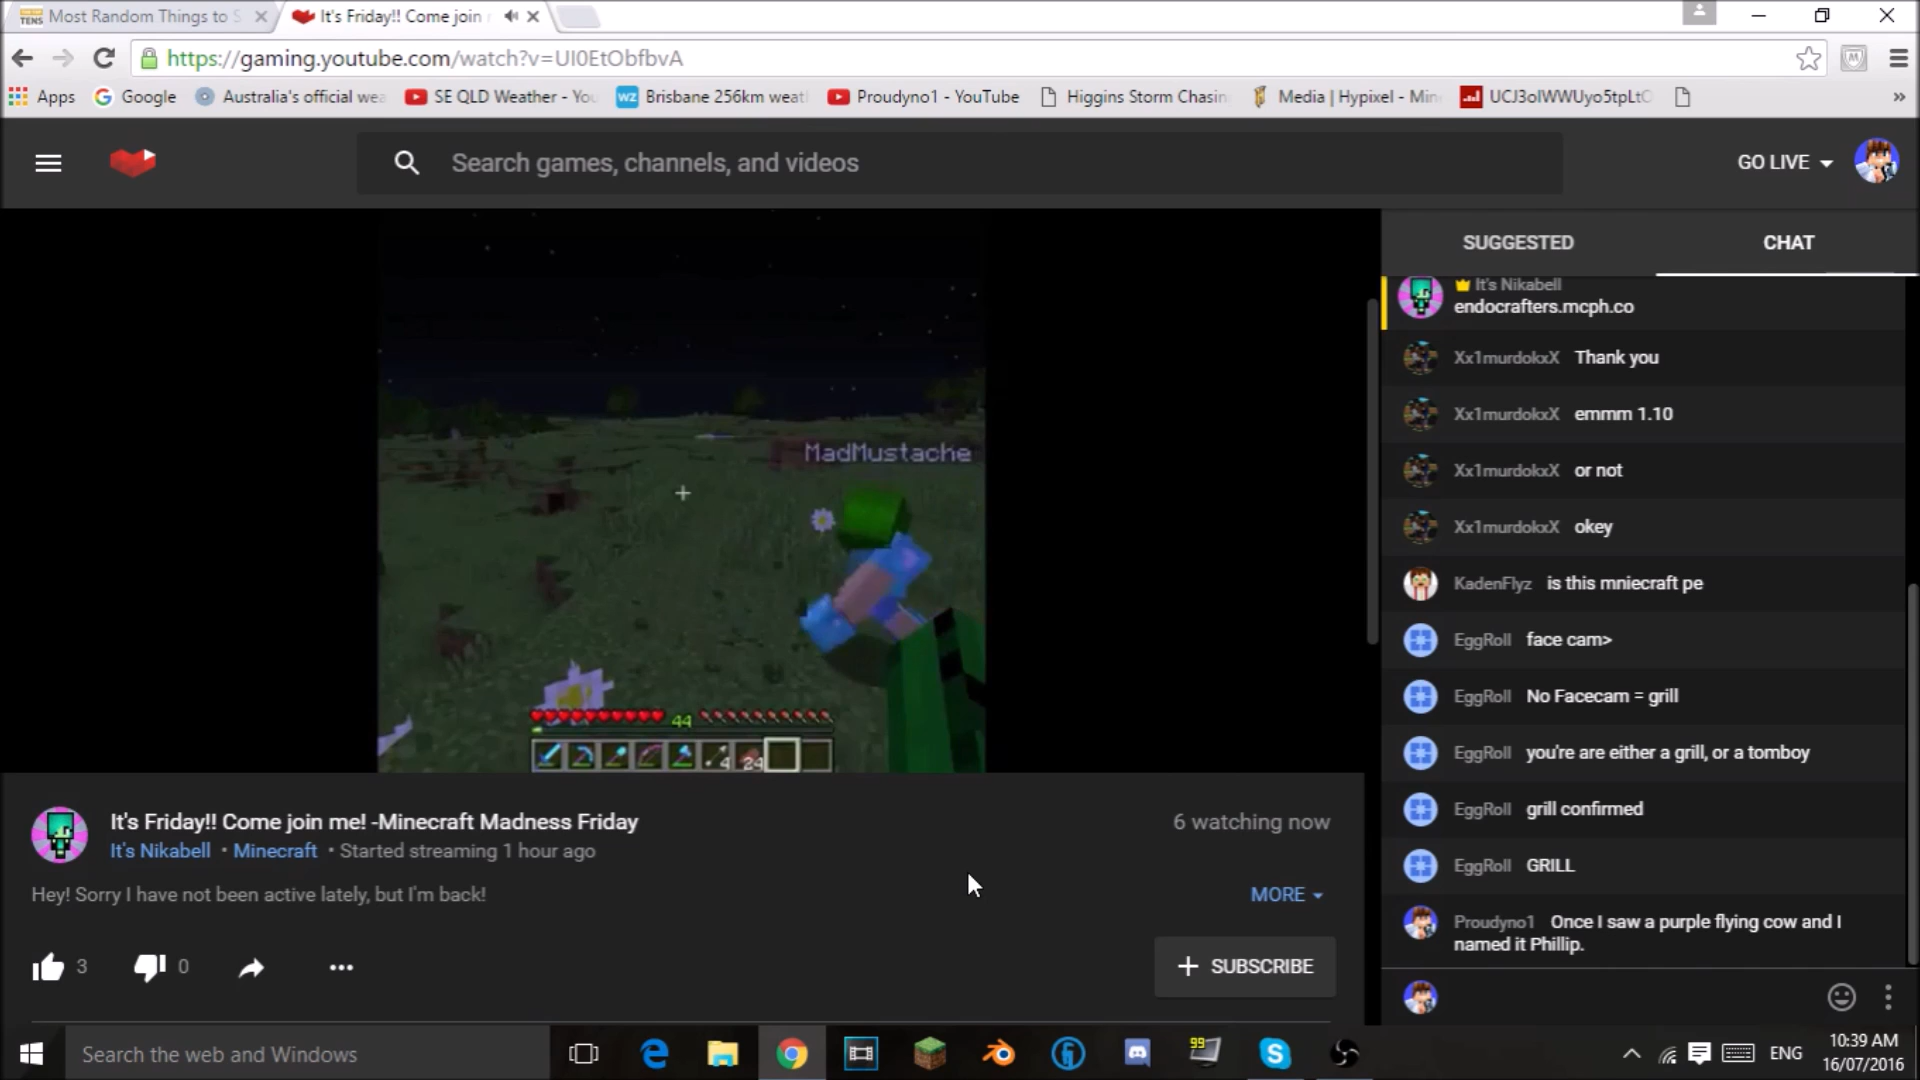 TENS Most Random Things to S
It's Friday!! Come join
https://gaming.youtube.com/watch?v=UI0EtObfbvA
Apps Google Australia's official wea SE QLD Weather - You WZ Brisbane 256km weat Proudyno1 - YouTube Higgins Storm Chasin Media | Hypixel - Min UCJ3oIWWUyo5tpLtC »
Search games, channels, and videos
GO LIVE
SUGGESTED CHAT
It's Nikabell
endocrafters.mcph.co
Xx1murdokxX Thank you
Xx1murdokxX emmm 1.10
Xx1murdokxX or not
Xx1murdokxX okey
KadenFlyz is this mniecraft pe
EggRoll face cam>
EggRoll No Facecam = grill
EggRoll you're are either a grill, or a tomboy
EggRoll grill confirmed
EggRoll GRILL
Proudyno1 Once I saw a purple flying cow and I
named it Phillip.
MadMustache
44
4 24
It's Friday!! Come join me! -Minecraft Madness Friday
6 watching now
It's Nikabell • Minecraft • Started streaming 1 hour ago
Hey! Sorry I have not been active lately, but I'm back!
MORE
3 0
+ SUBSCRIBE
Search the web and Windows
99
ENG
10:39 AM
16/07/2016